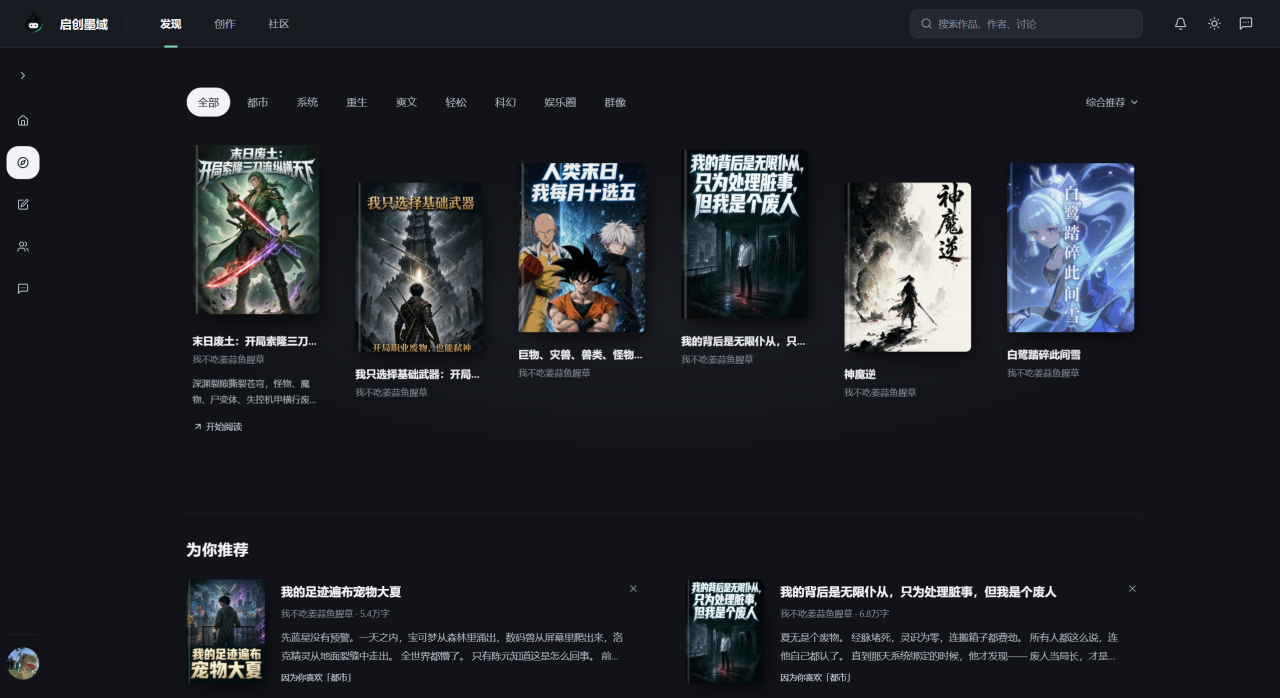 启创墨域
发现
创作
社区
搜索作品、作者、讨论
全部
都市
系统
重生
爽文
轻松
科幻
娱乐圈
群像
综合推荐
末日废土:
开局索隆三刀流纵横天下
末日废土：开局索隆三刀...
我不吃姜蒜鱼腥草
深渊裂隙撕裂苍穹，怪物、魔
物、尸变体、失控机甲横行废...
开始阅读
我只选择基础武器
开局职业废物，也能弑神
我只选择基础武器：开局...
我不吃姜蒜鱼腥草
人类末日，
我每月十选五
巨物、灾兽、兽类、怪物...
我不吃姜蒜鱼腥草
我的背后是无限仆从，
只为处理脏事，
但我是个废人
我的背后是无限仆从，只...
我不吃姜蒜鱼腥草
神魔逆
神魔逆
我不吃姜蒜鱼腥草
白鹭踏碎此间雪
白鹭踏碎此间雪
我不吃姜蒜鱼腥草
为你推荐
我的足迹遍布
宠物大夏
我的足迹遍布宠物大夏
我不吃姜蒜鱼腥草 · 5.4万字
先蓝星没有预警。一天之内，宝可梦从森林里涌出，数码兽从屏幕里爬出来，洛
克精灵从地面裂缝中走出。 全世界都懵了。 只有陈元知道这是怎么回事。 前...
因为你喜欢「都市」
我的背后是无限仆从，
只为处理脏事，
但我是个废人
我的背后是无限仆从，只为处理脏事，但我是个废人
我不吃姜蒜鱼腥草 · 6.8万字
夏无是个废物。 经脉堵死，灵识为零，连搬箱子都费劲。 所有人都这么说，连
他自己都认了。 直到那天系统绑定的时候，他才发现—— 废人当局长，才是...
因为你喜欢「都市」